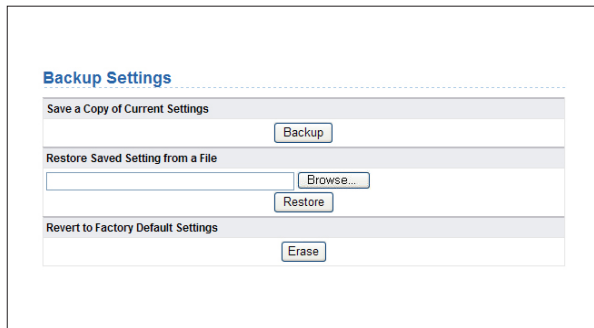 Backup Settings
Save a Copy of Current Settings
Backup
Restore Saved Setting from a File
Browse...
Restore
Revert to Factory Default Settings
Erase